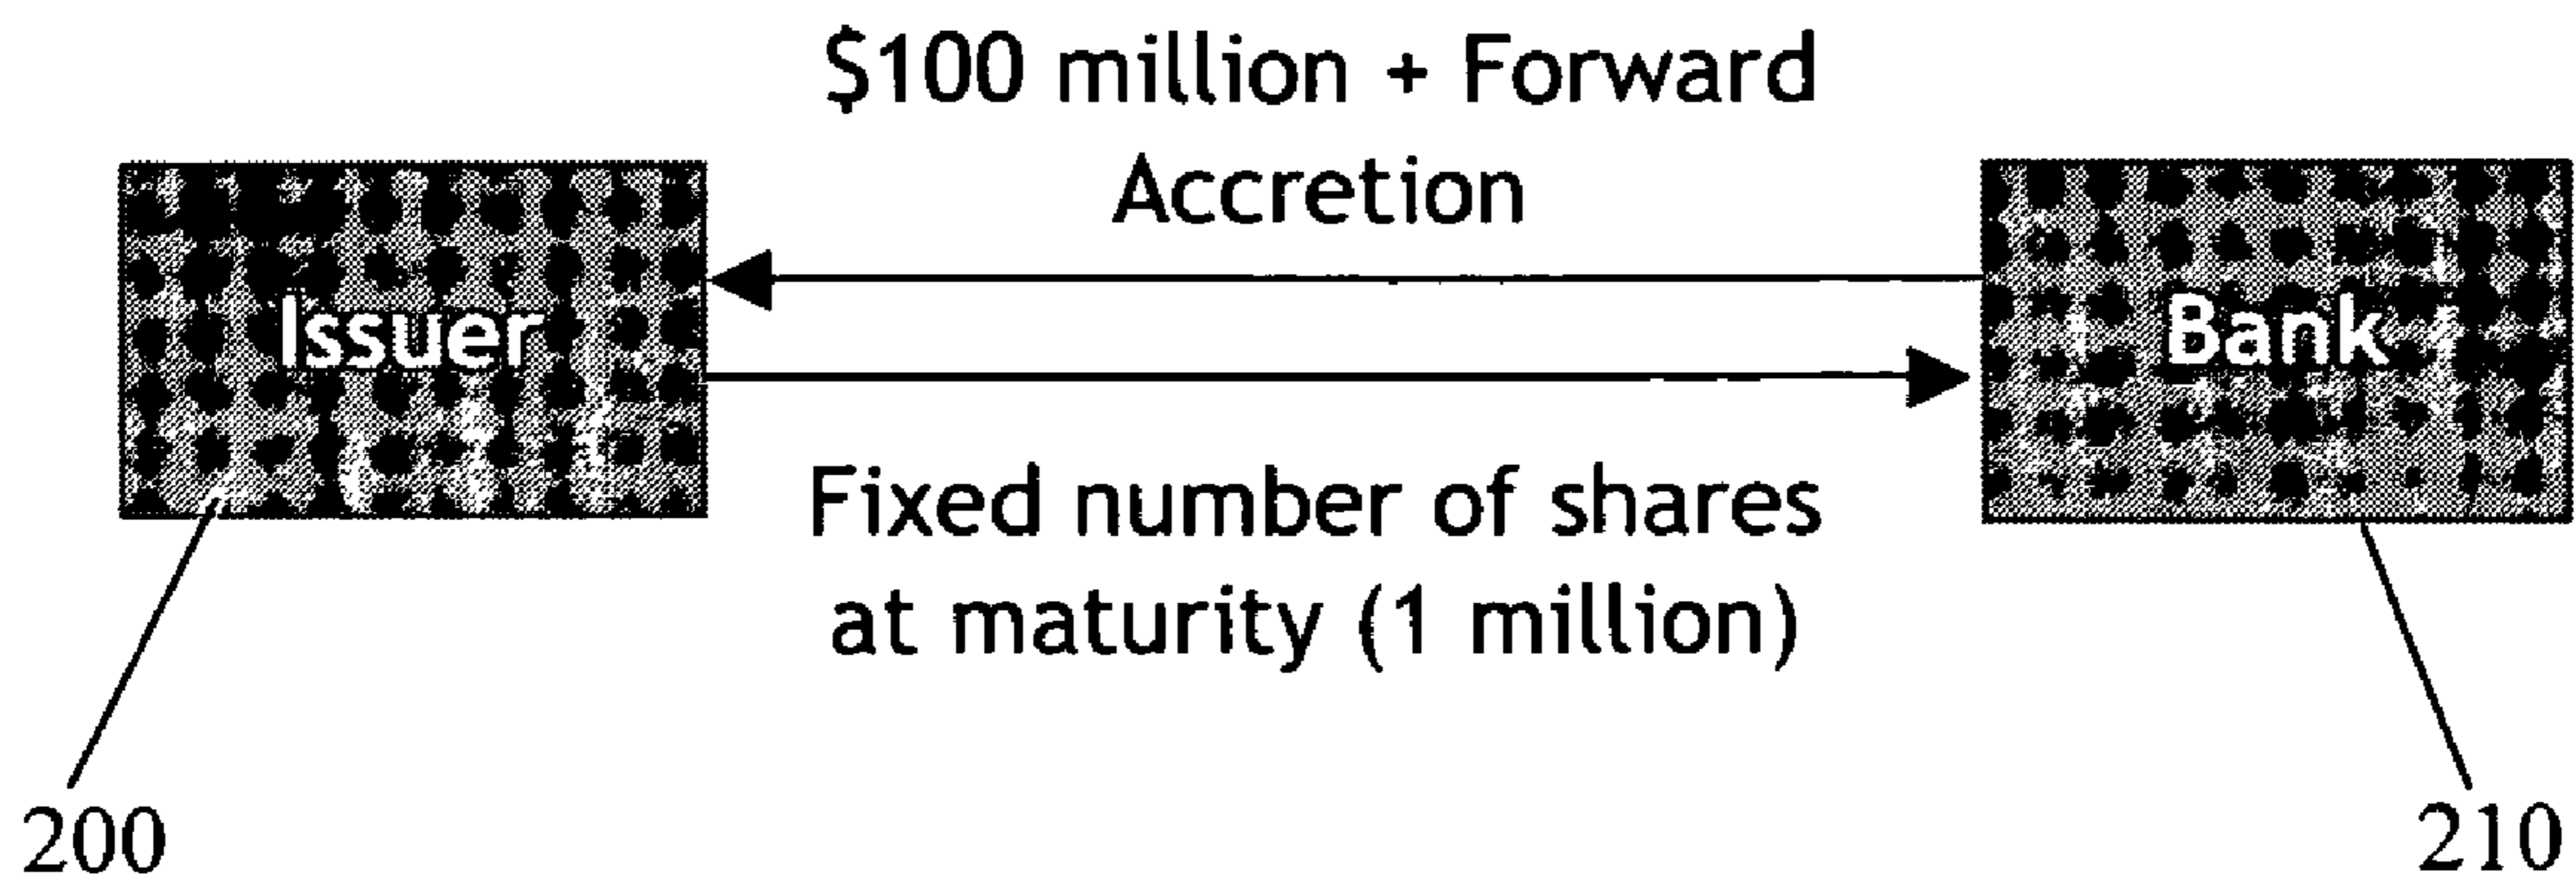 $100 million + Forward
Accretion
Issuer
Bank
Fixed number of shares
at maturity (1 million)
200
210